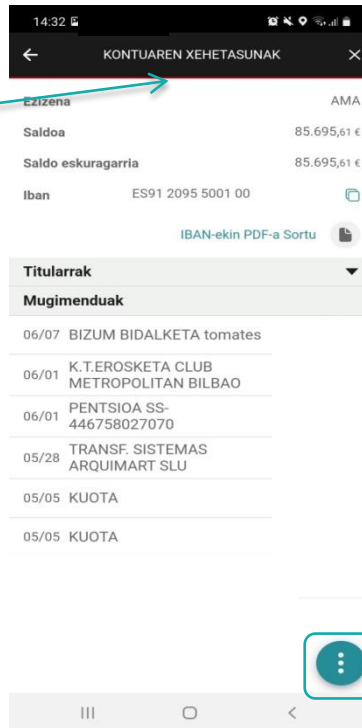 14:32
KONTUAREN XEHETASUNAK
Ezizena AMA
Saldoa 85.695,61 €
Saldo eskuragarria 85.695,61 €
Iban ES91 2095 5001 00
IBAN-ekin PDF-a Sortu
Titularrak
Mugimenduak
06/07 BIZUM BIDALKETA tomates
06/01 K.T.EROSKETA CLUB
METROPOLITAN BILBAO
06/01 PENTSIOA SS-
446758027070
05/28 TRANSF. SISTEMAS
ARQUIMART SLU
05/05 KUOTA
05/05 KUOTA